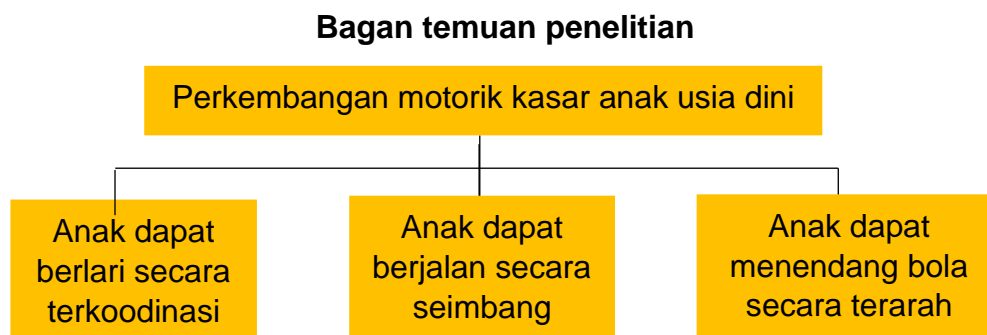 Bagan temuan penelitian
Perkembangan motorik kasar anak usia dini
Anak dapat
berlari secara
terkoodinasi
Anak dapat
berjalan secara
seimbang
Anak dapat
menendang bola
secara terarah